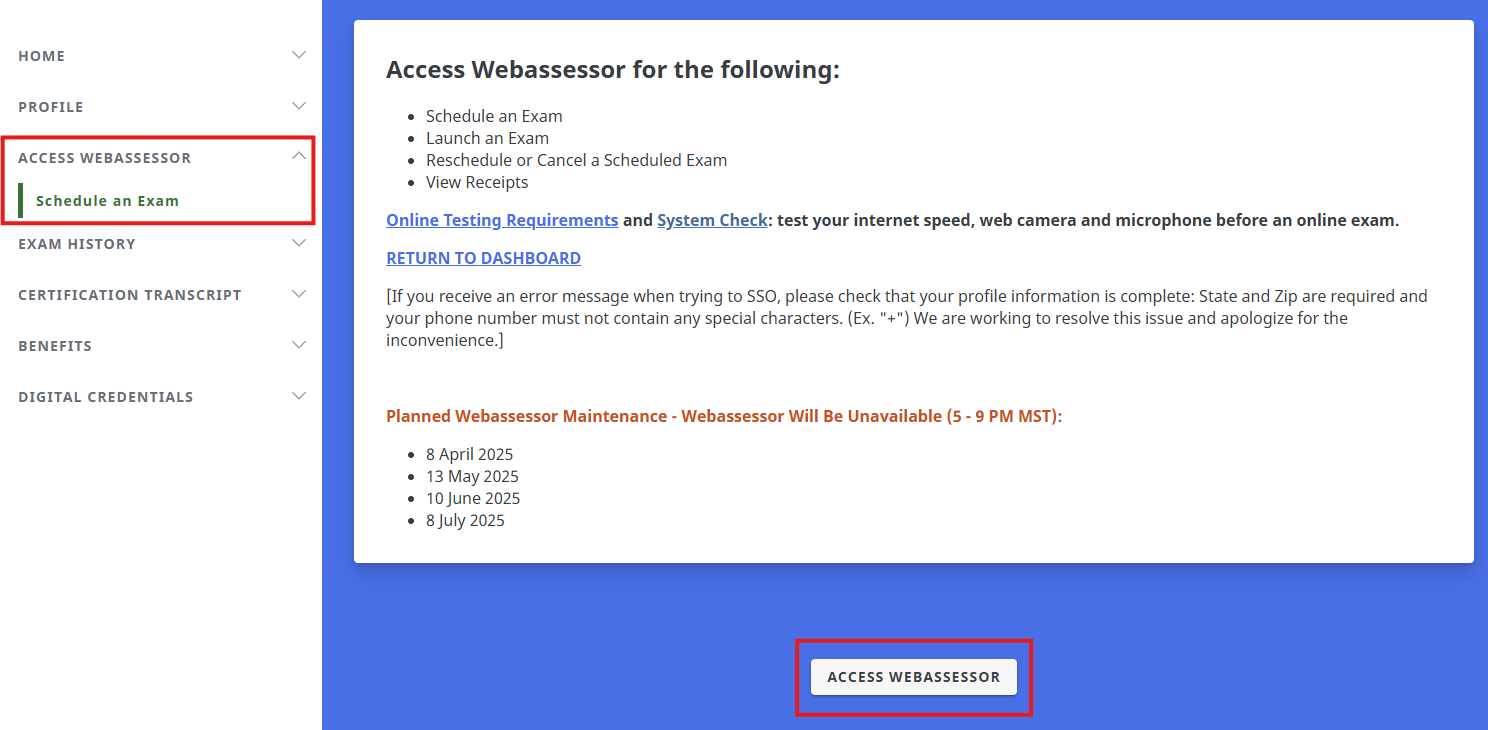 HOME
PROFILE
ACCESS WEBASSESSOR
Schedule an Exam
EXAM HISTORY
CERTIFICATION TRANSCRIPT
BENEFITS
DIGITAL CREDENTIALS
Access Webassessor for the following:
Schedule an Exam
Launch an Exam
Reschedule or Cancel a Scheduled Exam
View Receipts
Online Testing Requirements and System Check: test your internet speed, web camera and microphone before an online exam.
RETURN TO DASHBOARD
[If you receive an error message when trying to SSO, please check that your profile information is complete: State and Zip are required and
your phone number must not contain any special characters. (Ex. "+") We are working to resolve this issue and apologize for the
inconvenience.]
Planned Webassessor Maintenance - Webassessor Will Be Unavailable (5 - 9 PM MST):
8 April 2025
13 May 2025
10 June 2025
8 July 2025
ACCESS WEBASSESSOR